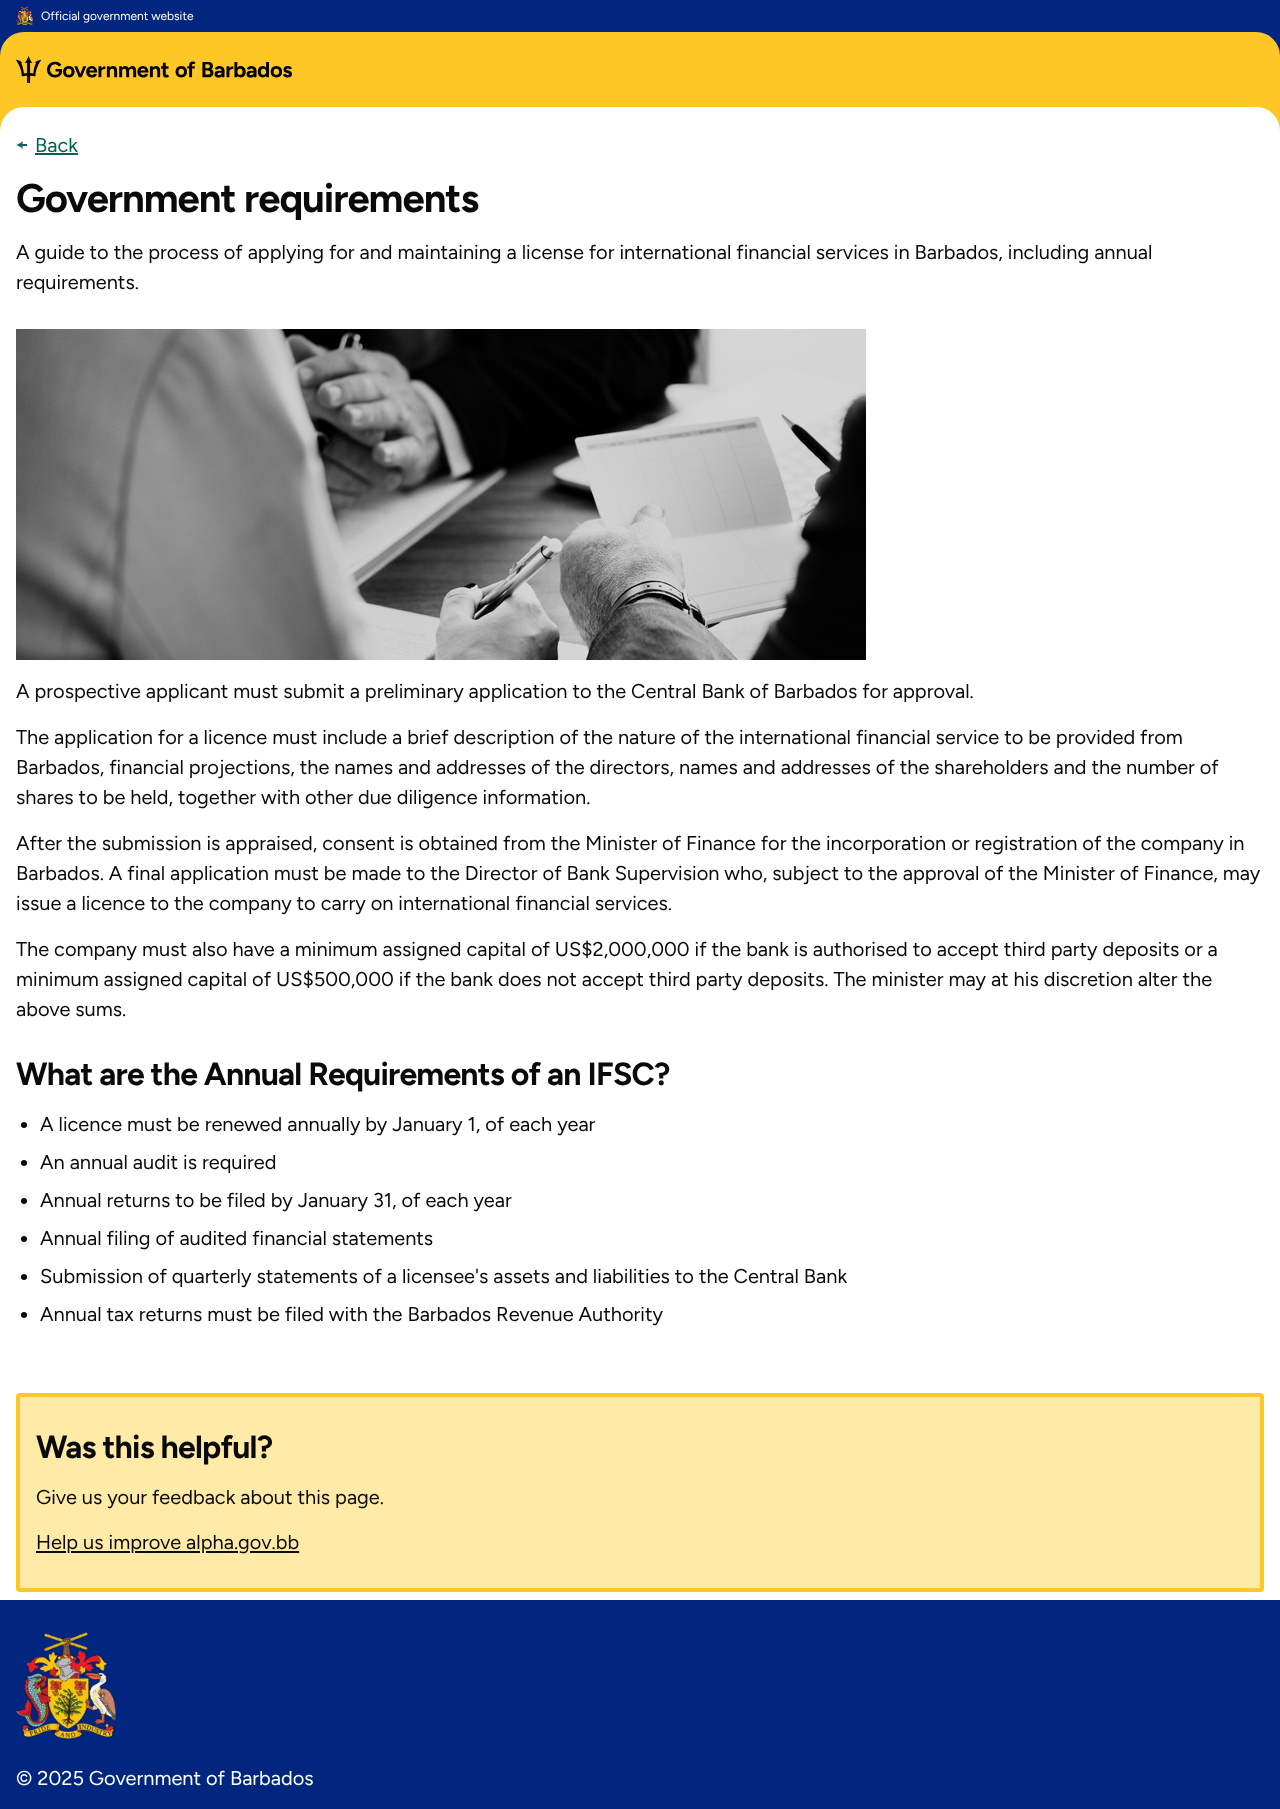 Official government website
Government of Barbados
Back
Government requirements
A guide to the process of applying for and maintaining a license for international financial services in Barbados, including annual
requirements.
A prospective applicant must submit a preliminary application to the Central Bank of Barbados for approval.
The application for a licence must include a brief description of the nature of the international financial service to be provided from
Barbados, financial projections, the names and addresses of the directors, names and addresses of the shareholders and the number of
shares to be held, together with other due diligence information.
After the submission is appraised, consent is obtained from the Minister of Finance for the incorporation or registration of the company in
Barbados. A final application must be made to the Director of Bank Supervision who, subject to the approval of the Minister of Finance, may
issue a licence to the company to carry on international financial services.
The company must also have a minimum assigned capital of US$2,000,000 if the bank is authorised to accept third party deposits or a
minimum assigned capital of US$500,000 if the bank does not accept third party deposits. The minister may at his discretion alter the
above sums.
What are the Annual Requirements of an IFSC?
• A licence must be renewed annually by January 1, of each year
• An annual audit is required
• Annual returns to be filed by January 31, of each year
• Annual filing of audited financial statements
• Submission of quarterly statements of a licensee's assets and liabilities to the Central Bank
• Annual tax returns must be filed with the Barbados Revenue Authority
Was this helpful?
Give us your feedback about this page.
Help us improve alpha.gov.bb
PRIDE AND INDUSTRY
© 2025 Government of Barbados